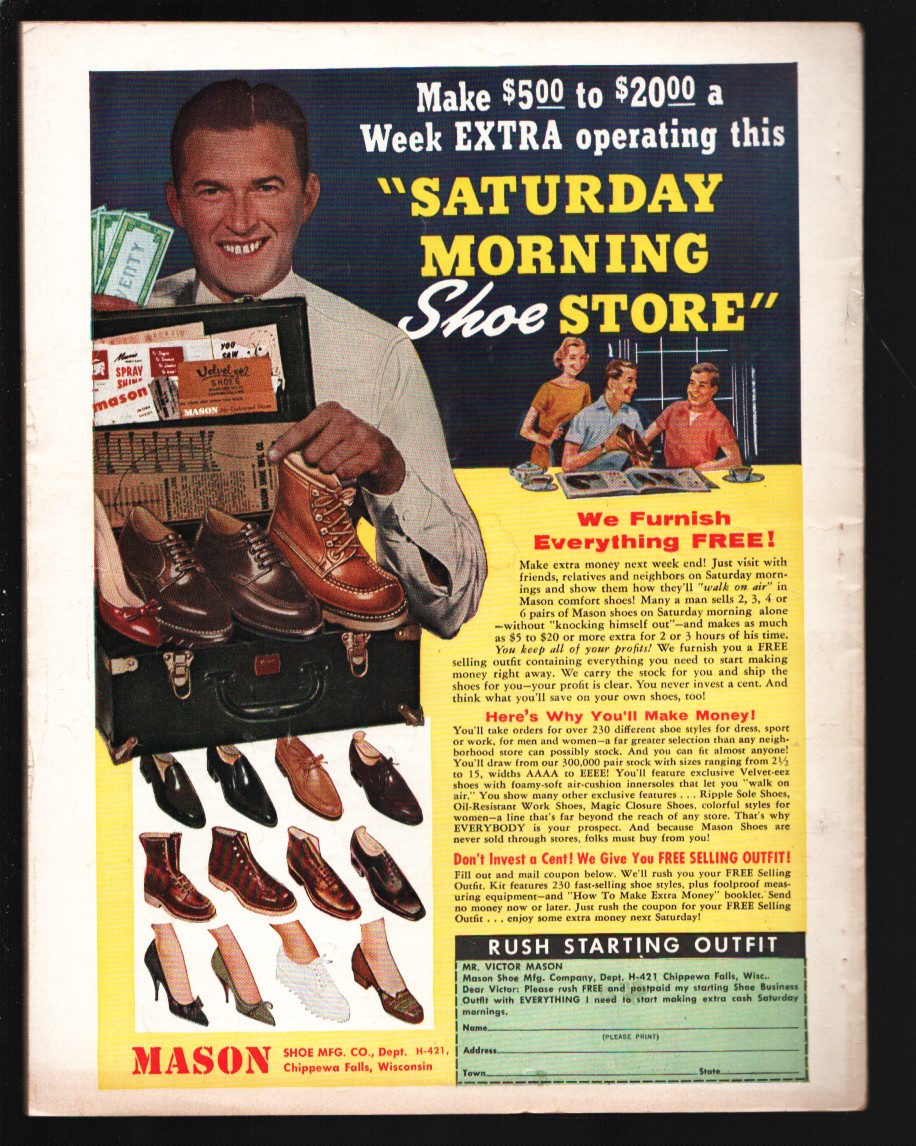 Make $5.00 to $20.00 a
Week EXTRA operating this
"SATURDAY
MORNING
Shoe STORE"
YENTY
YOU
SAW
Mason
SPRAY
SHINE
mason
Velvet-eez
SHOES
MASON
We Furnish
Everything FREE!
Make extra money next week end! Just visit with
friends, relatives and neighbors on Saturday morn-
ings and show them how they'll "walk on air" in
Mason comfort shoes! Many a man sells 2, 3, 4 or
6 pairs of Mason shoes on Saturday morning alone
—without "knocking himself out"—and makes as much
as $5 to $20 or more extra for 2 or 3 hours of his time.
You keep all of your profits! We furnish you a FREE
selling outfit containing everything you need to start making
money right away. We carry the stock for you and ship the
shoes for you—your profit is clear. You never invest a cent. And
think what you'll save on your own shoes, too!
Here's Why You'll Make Money!
You'll take orders for over 230 different shoe styles for dress, sport
or work, for men and women—a far greater selection than any neigh-
borhood store can possibly stock. And you can fit almost anyone!
You'll draw from our 300,000 pair stock with sizes ranging from 2½
to 15, widths AAAA to EEEE! You'll feature exclusive Velvet-eez
shoes with foamy-soft air-cushion innersoles that let you "walk on
air." You show many other exclusive features . . . Ripple Sole Shoes,
Oil-Resistant Work Shoes, Magic Closure Shoes, colorful styles for
women—a line that's far beyond the reach of any store. That's why
EVERYBODY is your prospect. And because Mason Shoes are
never sold through stores, folks must buy from you!
Don't Invest a Cent! We Give You FREE SELLING OUTFIT!
Fill out and mail coupon below. We'll rush you your FREE Selling
Outfit. Kit features 230 fast-selling shoe styles, plus foolproof meas-
uring equipment—and "How To Make Extra Money" booklet. Send
no money now or later. Just rush the coupon for your FREE Selling
Outfit . . . enjoy some extra money next Saturday!
RUSH STARTING OUTFIT
MR. VICTOR MASON
Mason Shoe Mfg. Company, Dept. H-421 Chippewa Falls, Wisc..
Dear Victor: Please rush FREE and postpaid my starting Shoe Business
Outfit with EVERYTHING I need to start making extra cash Saturday
mornings.
Name
(PLEASE PRINT)
Address
Town State
MASON SHOE MFG. CO., Dept. H-421,
Chippewa Falls, Wisconsin